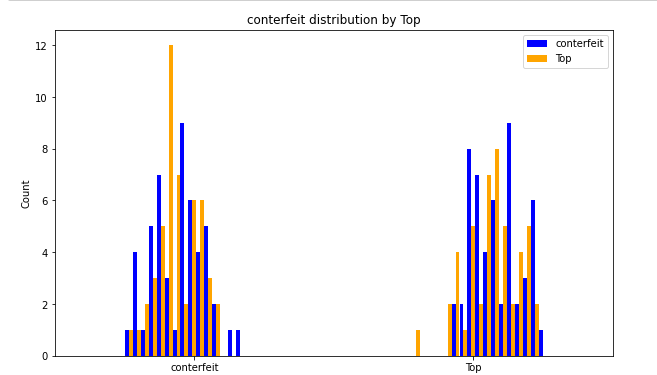 conterfeit distribution by Top
conterfeit
Top
12
10
8
6
4
2
0
Count
conterfeit
Top